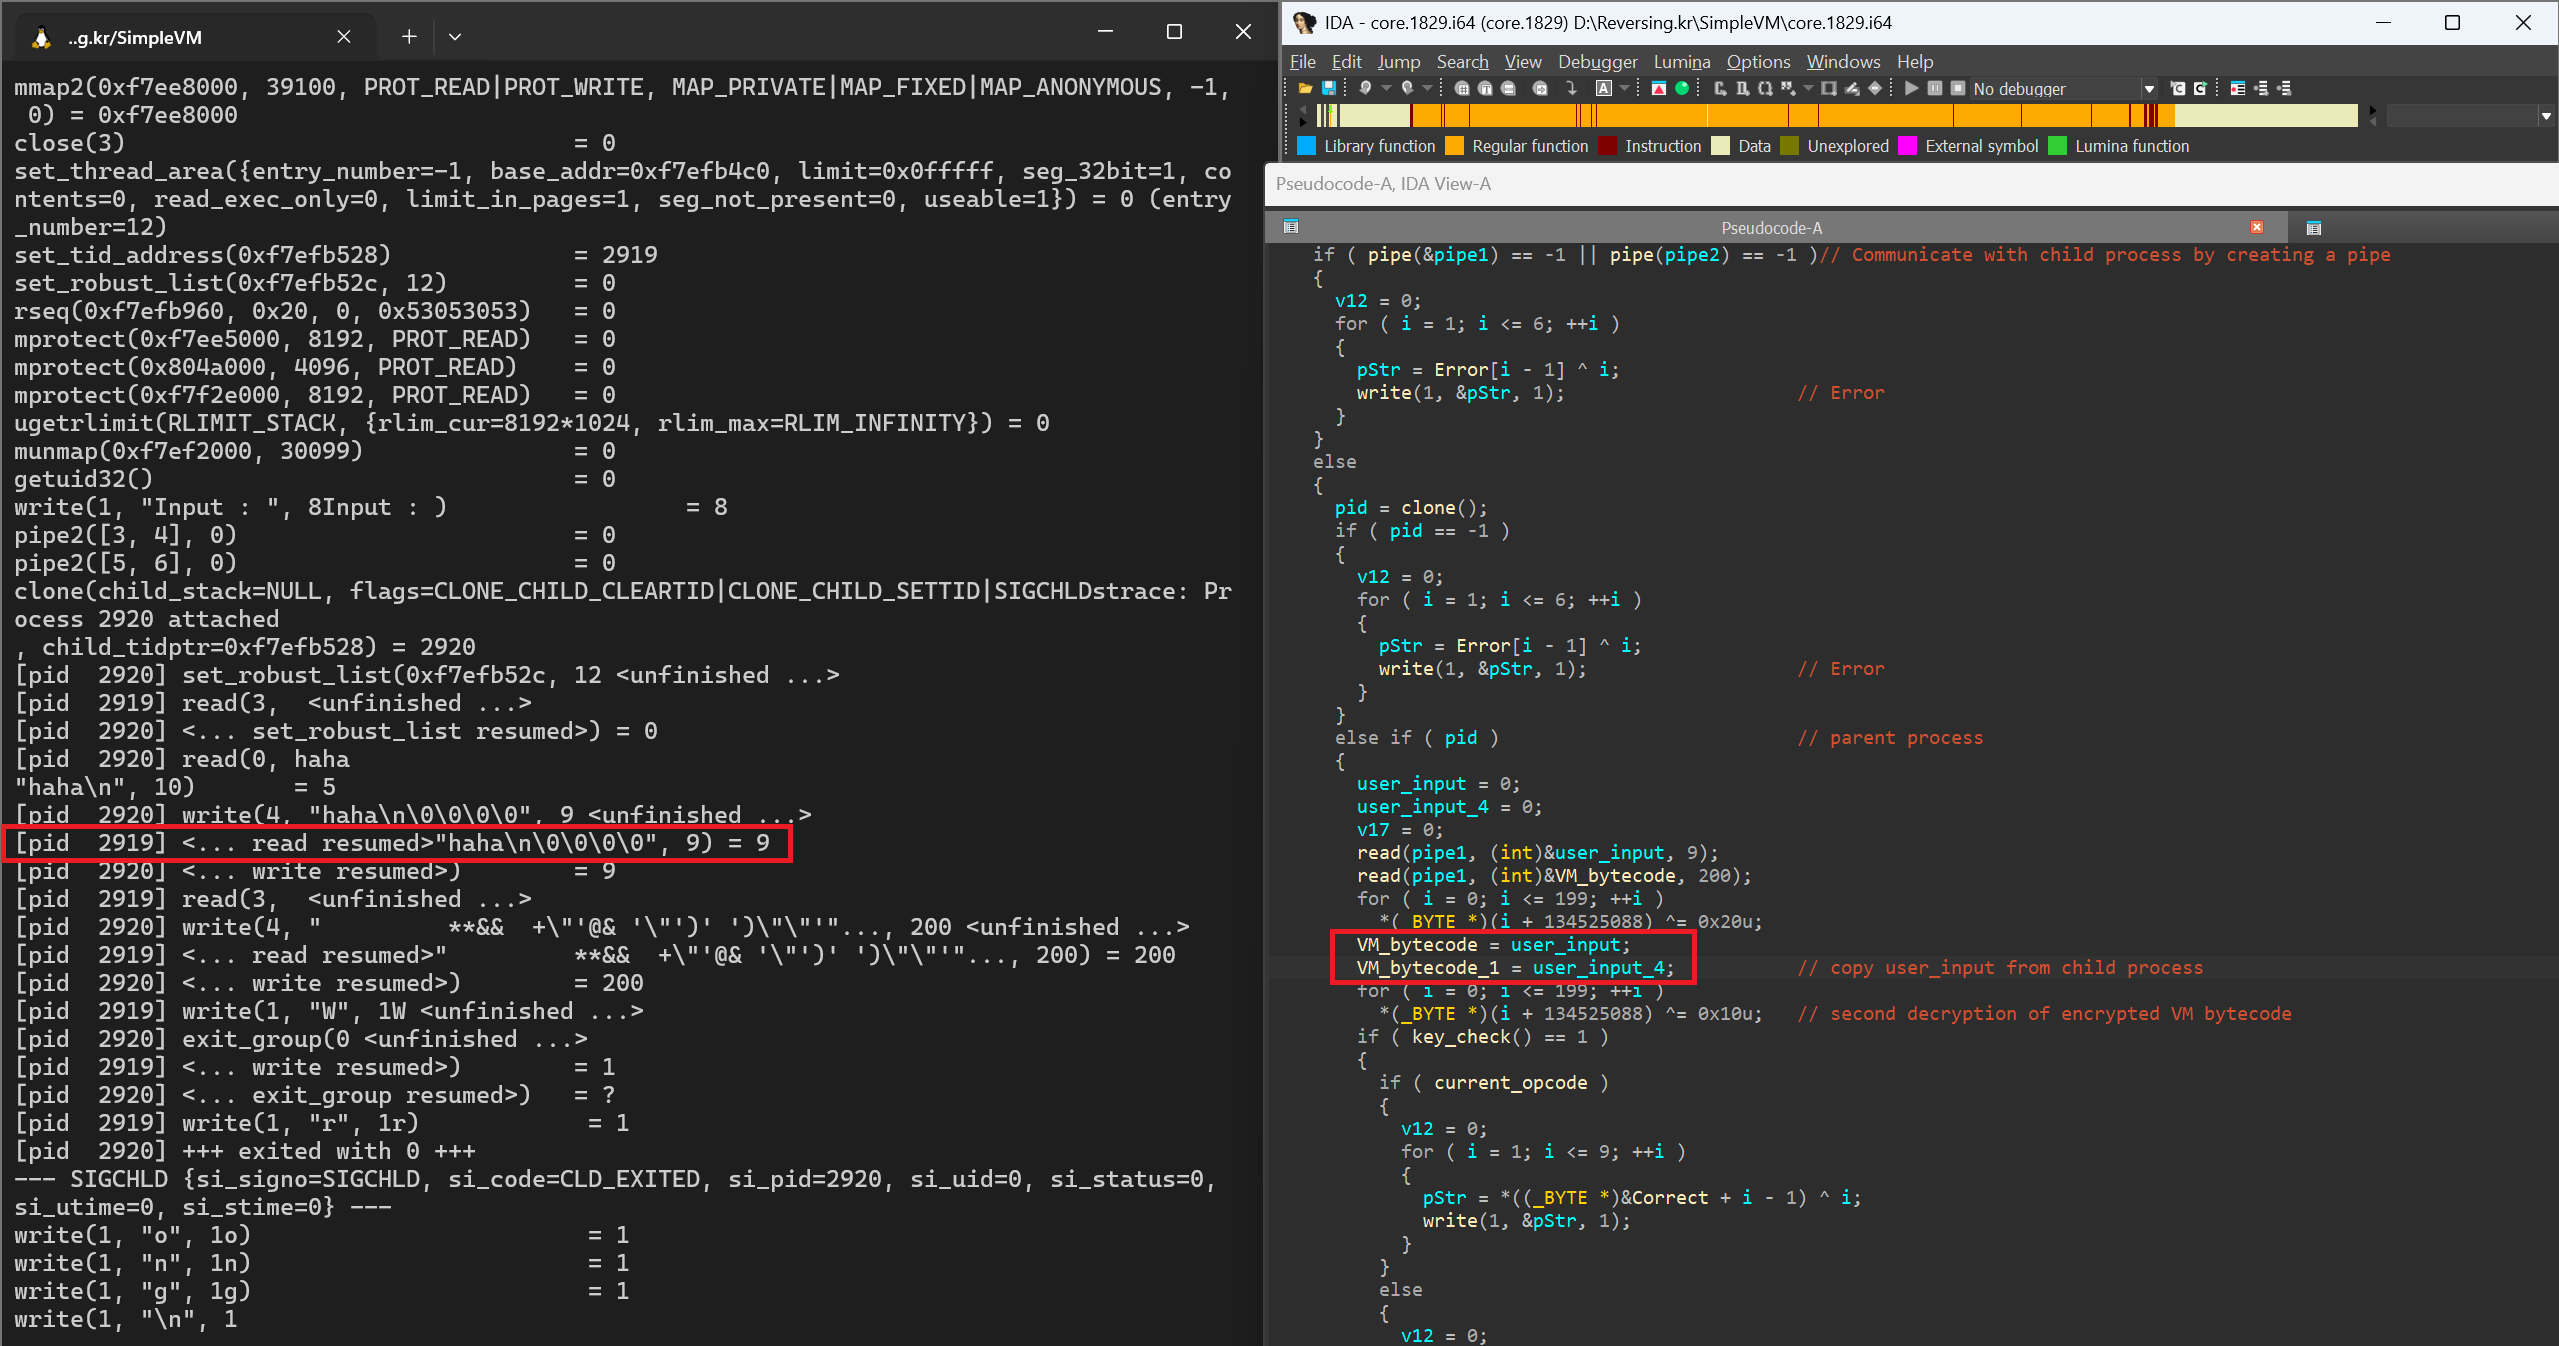 ..g.kr/SimpleVM
mmap2(0xf7ee8000, 39100, PROT_READ|PROT_WRITE, MAP_PRIVATE|MAP_FIXED|MAP_ANONYMOUS, -1,
 0) = 0xf7ee8000
close(3)                                = 0
set_thread_area({entry_number=-1, base_addr=0xf7efb4c0, limit=0x0fffff, seg_32bit=1, co
ntents=0, read_exec_only=0, limit_in_pages=1, seg_not_present=0, useable=1}) = 0 (entry
_number=12)
set_tid_address(0xf7efb528)             = 2919
set_robust_list(0xf7efb52c, 12)         = 0
rseq(0xf7efb960, 0x20, 0, 0x53053053)   = 0
mprotect(0xf7ee5000, 8192, PROT_READ)   = 0
mprotect(0x804a000, 4096, PROT_READ)    = 0
mprotect(0xf7f2e000, 8192, PROT_READ)   = 0
ugetrlimit(RLIMIT_STACK, {rlim_cur=8192*1024, rlim_max=RLIM_INFINITY}) = 0
munmap(0xf7ef2000, 30099)               = 0
getuid32()                              = 0
write(1, "Input : ", 8Input : )                 = 8
pipe2([3, 4], 0)                        = 0
pipe2([5, 6], 0)                        = 0
clone(child_stack=NULL, flags=CLONE_CHILD_CLEARTID|CLONE_CHILD_SETTID|SIGCHLDstrace: Pr
ocess 2920 attached
, child_tidptr=0xf7efb528) = 2920
[pid  2920] set_robust_list(0xf7efb52c, 12 <unfinished ...>
[pid  2919] read(3,  <unfinished ...>
[pid  2920] <... set_robust_list resumed>) = 0
[pid  2920] read(0, haha
"haha\n", 10)       = 5
[pid  2920] write(4, "haha\n\0\0\0\0", 9 <unfinished ...>
[pid  2919] <... read resumed>"haha\n\0\0\0\0", 9) = 9
[pid  2920] <... write resumed>)        = 9
[pid  2919] read(3,  <unfinished ...>
[pid  2920] write(4, "         **&&  +\"'@& '\"')' ')\"\"'"..., 200 <unfinished ...>
[pid  2919] <... read resumed>"         **&&  +\"'@& '\"')' ')\"\"'"..., 200) = 200
[pid  2920] <... write resumed>)        = 200
[pid  2919] write(1, "W", 1W <unfinished ...>
[pid  2920] exit_group(0 <unfinished ...>
[pid  2919] <... write resumed>)        = 1
[pid  2920] <... exit_group resumed>)   = ?
[pid  2919] write(1, "r", 1r)            = 1
[pid  2920] +++ exited with 0 +++
--- SIGCHLD {si_signo=SIGCHLD, si_code=CLD_EXITED, si_pid=2920, si_uid=0, si_status=0,
si_utime=0, si_stime=0} ---
write(1, "o", 1o)                        = 1
write(1, "n", 1n)                        = 1
write(1, "g", 1g)                        = 1
write(1, "\n", 1
IDA - core.1829.i64 (core.1829) D:\Reversing.kr\SimpleVM\core.1829.i64
File Edit Jump Search View Debugger Lumina Options Windows Help
No debugger
Library function Regular function Instruction Data Unexplored External symbol Lumina function
Pseudocode-A, IDA View-A
Pseudocode-A
if ( pipe(&pipe1) == -1 || pipe(pipe2) == -1 )// Communicate with child process by creating a pipe
{
  v12 = 0;
  for ( i = 1; i <= 6; ++i )
  {
    pStr = Error[i - 1] ^ i;
    write(1, &pStr, 1);                     // Error
  }
}
else
{
  pid = clone();
  if ( pid == -1 )
  {
    v12 = 0;
    for ( i = 1; i <= 6; ++i )
    {
      pStr = Error[i - 1] ^ i;
      write(1, &pStr, 1);                   // Error
    }
  }
  else if ( pid )                           // parent process
  {
    user_input = 0;
    user_input_4 = 0;
    v17 = 0;
    read(pipe1, (int)&user_input, 9);
    read(pipe1, (int)&VM_bytecode, 200);
    for ( i = 0; i <= 199; ++i )
      *(_BYTE *)(i + 134525088) ^= 0x20u;
    VM_bytecode = user_input;
    VM_bytecode_1 = user_input_4;           // copy user_input from child process
    for ( i = 0; i <= 199; ++i )
      *(_BYTE *)(i + 134525088) ^= 0x10u;   // second decryption of encrypted VM bytecode
    if ( key_check() == 1 )
    {
      if ( current_opcode )
      {
        v12 = 0;
        for ( i = 1; i <= 9; ++i )
        {
          pStr = *((_BYTE *)&Correct + i - 1) ^ i;
          write(1, &pStr, 1);
        }
      }
      else
      {
        v12 = 0;